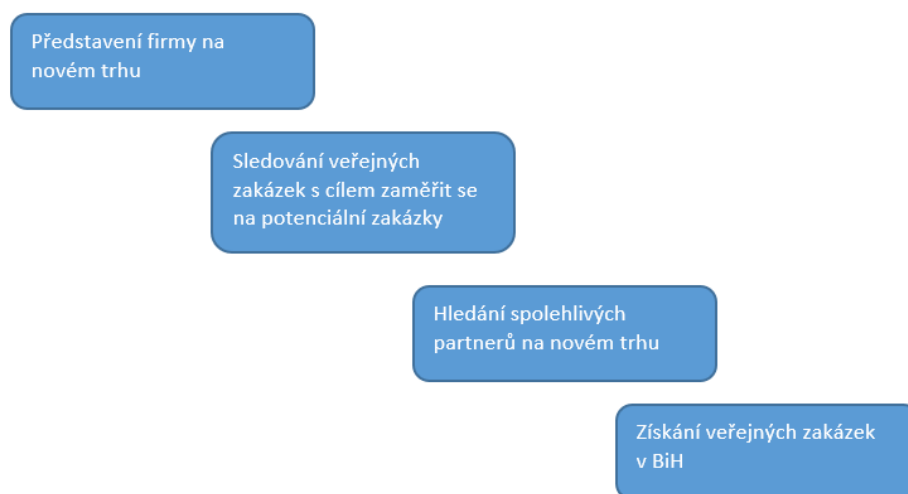 Představení firmy na
novém trhu
Sledování veřejných
zakázek s cílem zaměřit se
na potenciální zakázky
Hledání spolehlivých
partnerů na novém trhu
Získání veřejných zakázek
v BiH